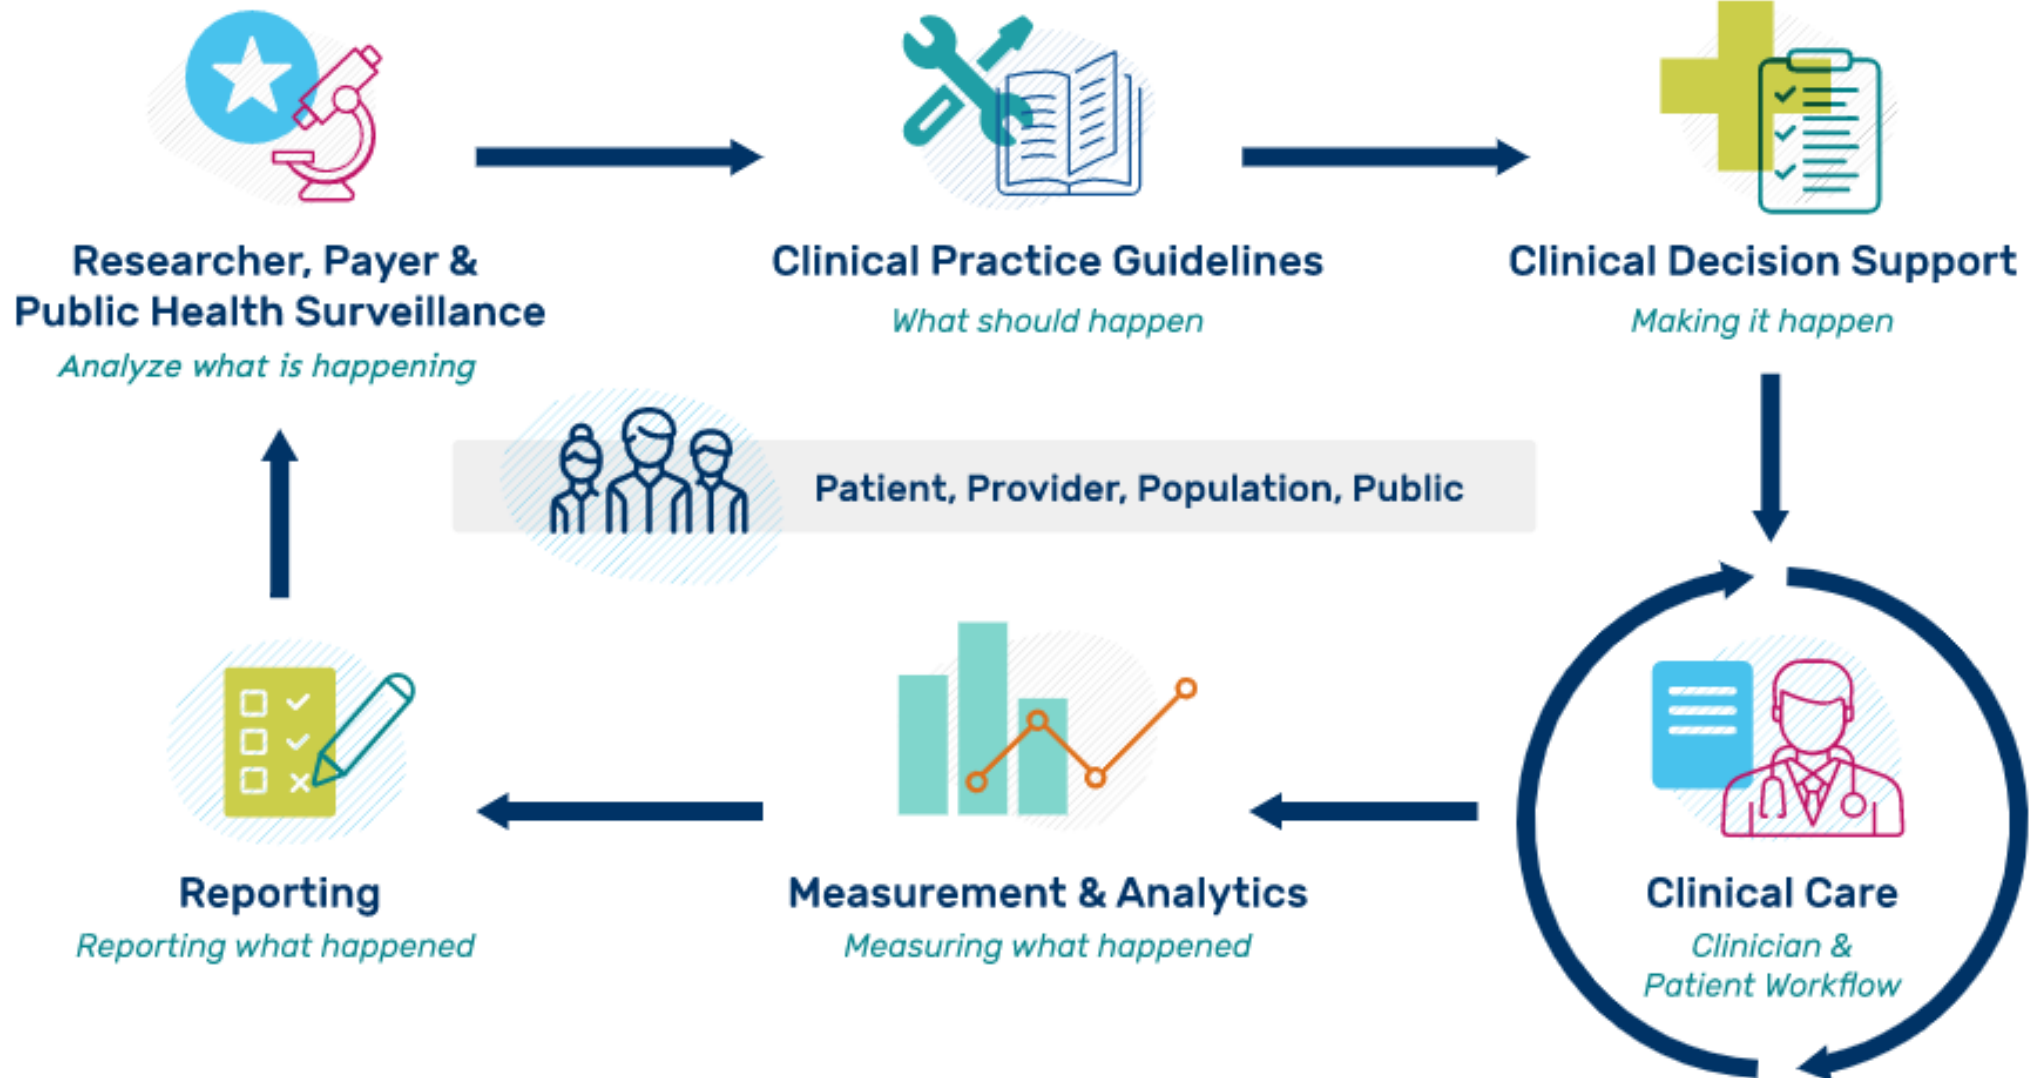 Researcher, Payer &
Public Health Surveillance
Analyze what is happening
Clinical Practice Guidelines
What should happen
Clinical Decision Support
Making it happen
Patient, Provider, Population, Public
Reporting
Reporting what happened
Measurement & Analytics
Measuring what happened
Clinical Care
Clinician &
Patient Workflow